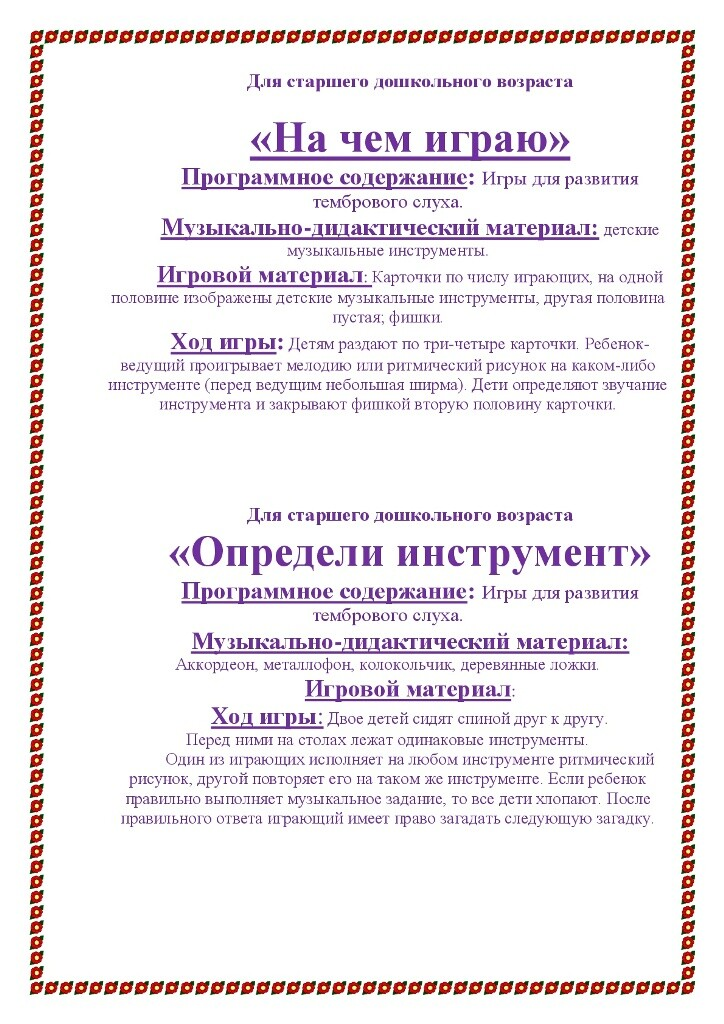 Для старшего дошкольного возраста
«На чем играю»
Программное содержание: Игры для развития
тембрового слуха.
Музыкально-дидактический материал: детские
музыкальные инструменты.
Игровой материал: Карточки по числу играющих, на одной
половине изображены детские музыкальные инструменты, другая половина
пустая; фишки.
Ход игры: Детям раздают по три-четыре карточки. Ребенок-
ведущий проигрывает мелодию или ритмический рисунок на каком-либо
инструменте (перед ведущим небольшая ширма). Дети определяют звучание
инструмента и закрывают фишкой вторую половину карточки.
Для старшего дошкольного возраста
«Определи инструмент»
Программное содержание: Игры для развития
тембрового слуха.
Музыкально-дидактический материал:
Аккордеон, металлофон, колокольчик, деревянные ложки.
Игровой материал:
Ход игры: Двое детей сидят спиной друг к другу.
Перед ними на столах лежат одинаковые инструменты.
Один из играющих исполняет на любом инструменте ритмический
рисунок, другой повторяет его на таком же инструменте. Если ребенок
правильно выполняет музыкальное задание, то все дети хлопают. После
правильного ответа играющий имеет право загадать следующую загадку.